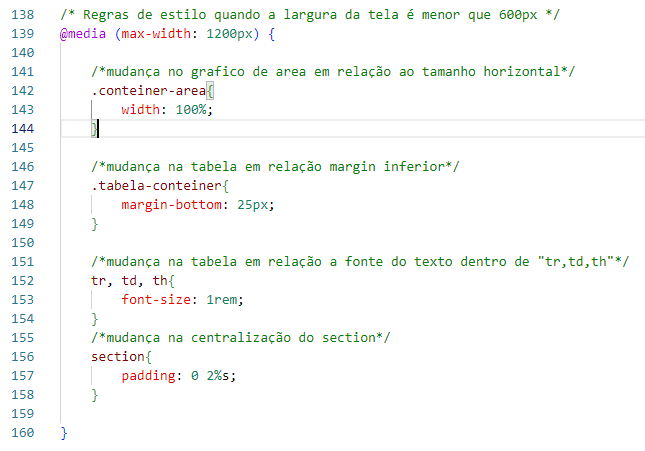 138 /* Regras de estilo quando a largura da tela é menor que 600px */
139 @media (max-width: 1200px) {
140
141 /*mudança no grafico de area em relação ao tamanho horizontal*/
142 .conteiner-area{
143 width: 100%;
144 }
145
146 /*mudança na tabela em relação margin inferior*/
147 .tabela-conteiner{
148 margin-bottom: 25px;
149 }
150
151 /*mudança na tabela em relação a fonte do texto dentro de "tr,td,th"*/
152 tr, td, th{
153 font-size: 1rem;
154 }
155 /*mudança na centralização do section*/
156 section{
157 padding: 0 2%s;
158 }
159
160 }